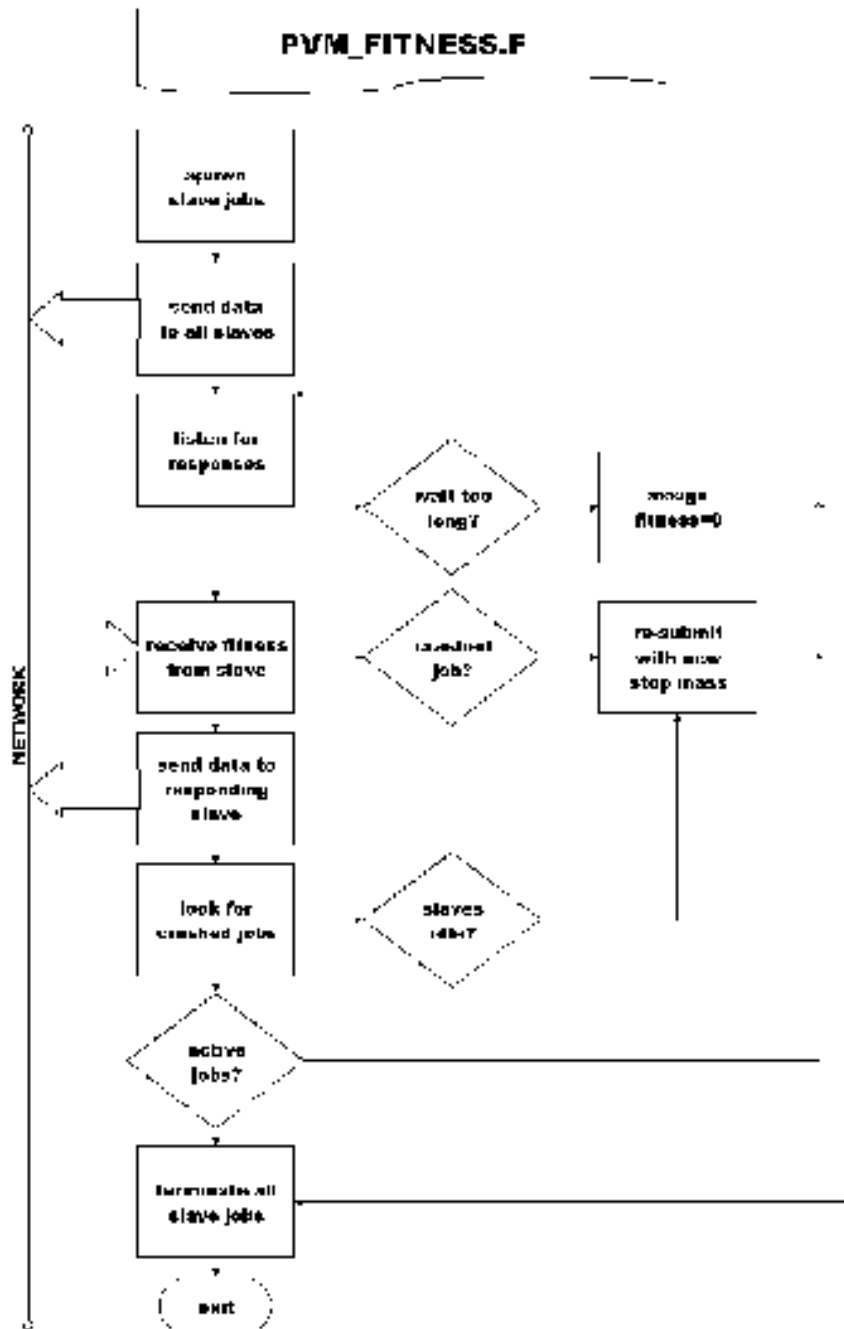 PVM_FITNESS.F
spawn
slave jobs
send data
to all slaves
listen for
responses
wait too
long?
assign
fitness=0
receive fitness
from slave
job?
re-submit
with new
stop mass
NETWORK
send data to
responding
slave
look for
crashed jobs
slaves
idle?
active
jobs?
terminate all
slave jobs
exit